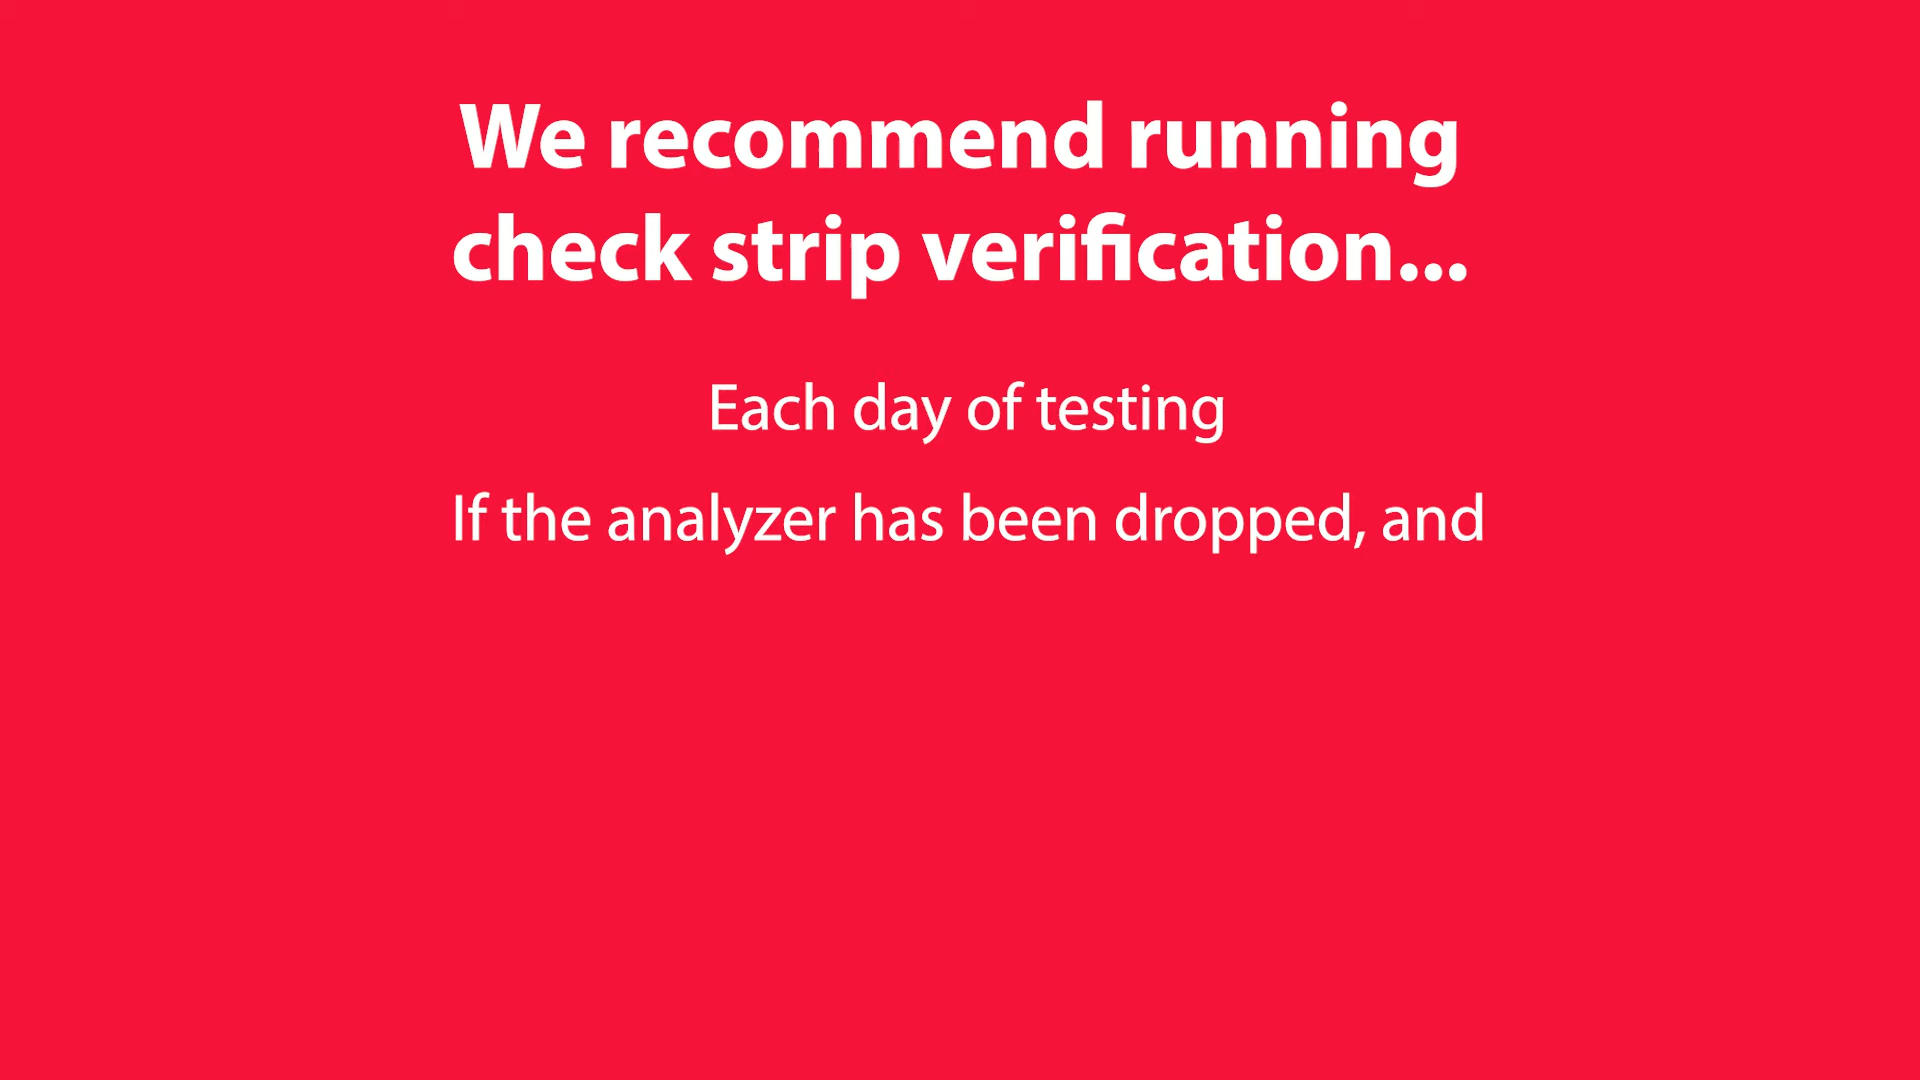 We recommend running
check strip verification...
Each day of testing
If the analyzer has been dropped, and